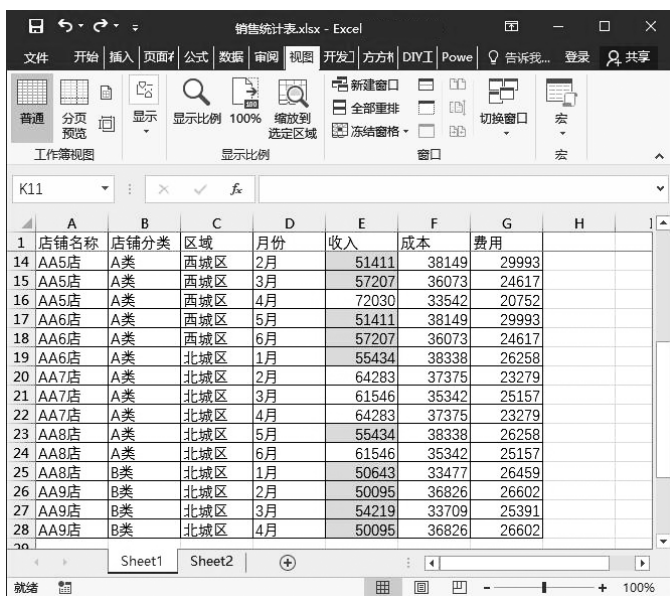 销售统计表.xlsx - Excel
文件 开始 插入 页面 公式 数据 审阅 视图 开发 方方 DIY工 Powe 告诉我... 登录 共享
普通 分页预览 显示 显示比例 100% 缩放到选定区域 新建窗口 全部重排 冻结窗格 切换窗口 宏
工作簿视图 显示比例 窗口 宏
K11 fx
A B C D E F G H
1 店铺名称 店铺分类 区域 月份 收入 成本 费用
14 AA5店 A类 西城区 2月 51411 38149 29993
15 AA5店 A类 西城区 3月 57207 36073 24617
16 AA5店 A类 西城区 4月 72030 33542 20752
17 AA6店 A类 西城区 5月 51411 38149 29993
18 AA6店 A类 西城区 6月 57207 36073 24617
19 AA6店 A类 北城区 1月 55434 38338 26258
20 AA7店 A类 北城区 2月 64283 37375 23279
21 AA7店 A类 北城区 3月 61546 35342 25157
22 AA7店 A类 北城区 4月 64283 37375 23279
23 AA8店 A类 北城区 5月 55434 38338 26258
24 AA8店 A类 北城区 6月 61546 35342 25157
25 AA8店 B类 北城区 1月 50643 33477 26459
26 AA9店 B类 北城区 2月 50095 36826 26602
27 AA9店 B类 北城区 3月 54219 33709 25391
28 AA9店 B类 北城区 4月 50095 36826 26602
Sheet1 Sheet2
就绪 100%